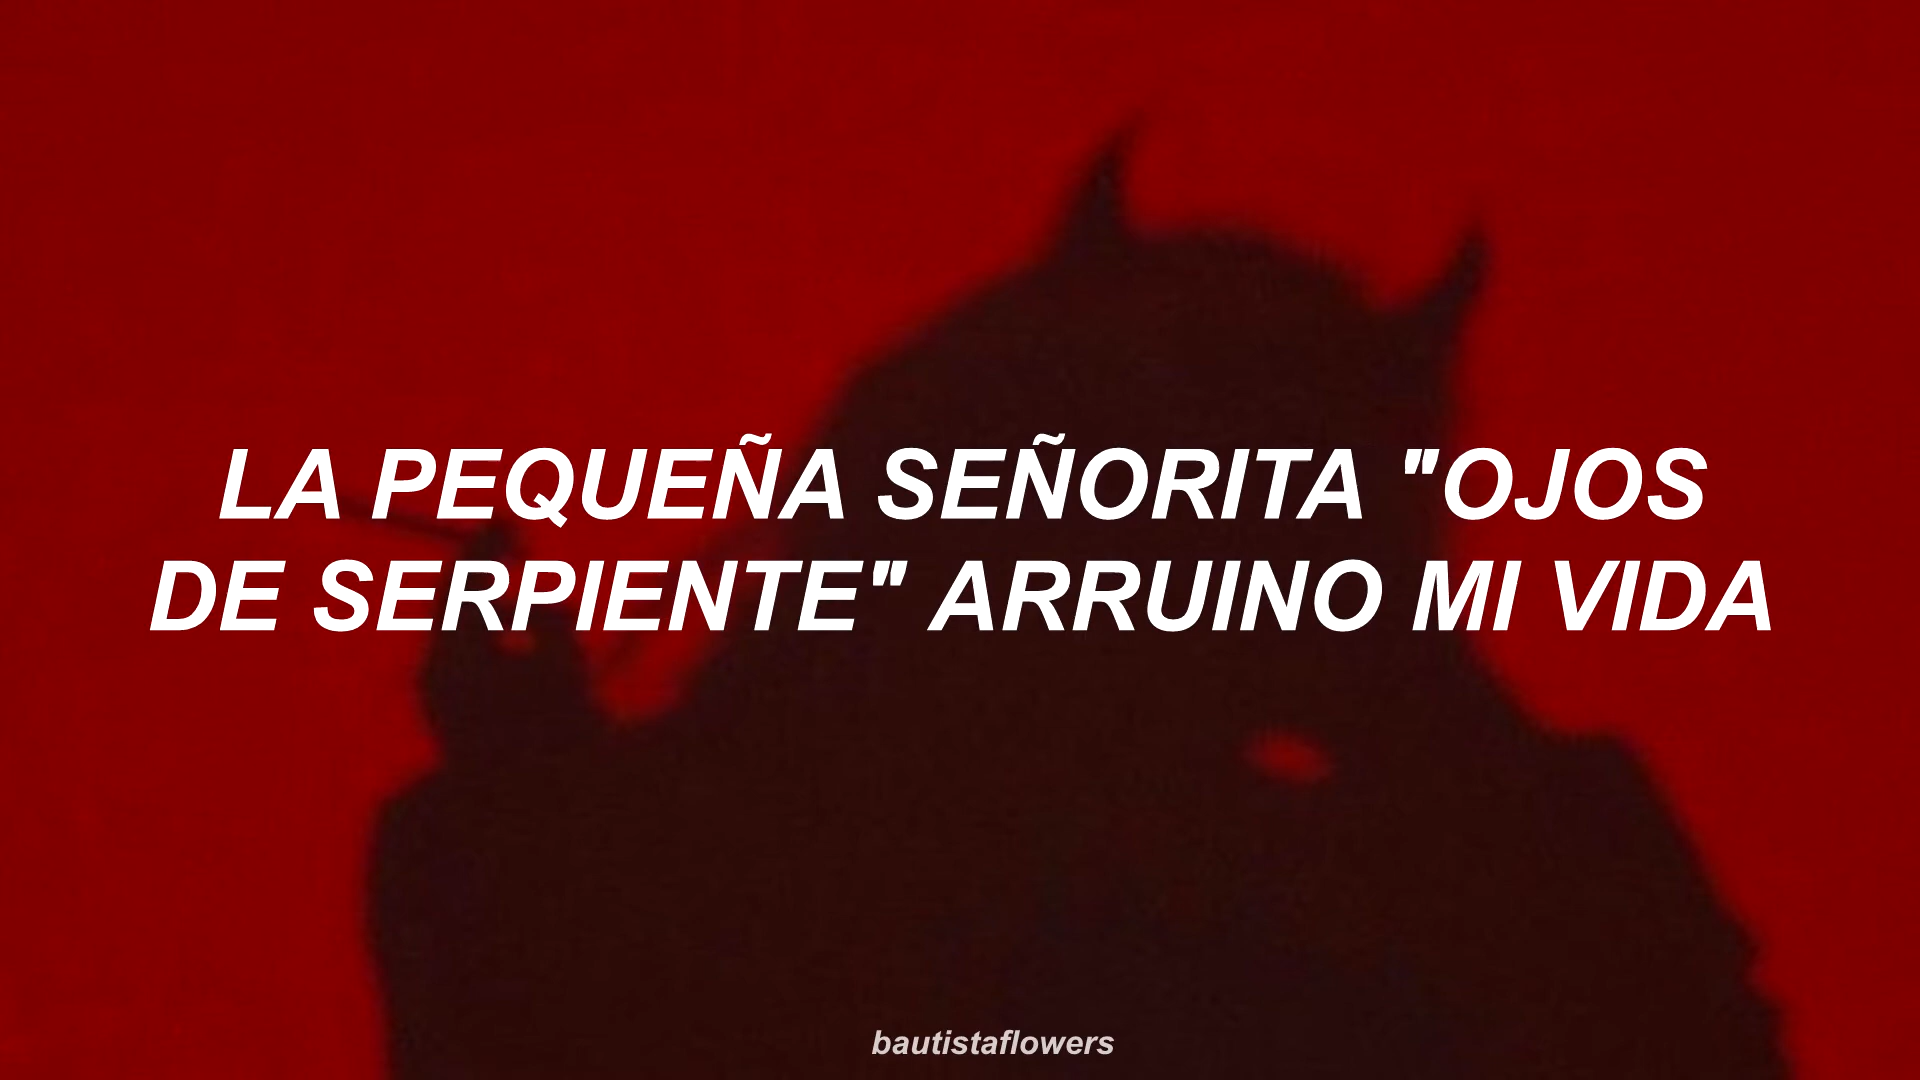 LA PEQUEÑA SEÑORITA "OJOS
DE SERPIENTE" ARRUINO MI VIDA
bautistaflowers